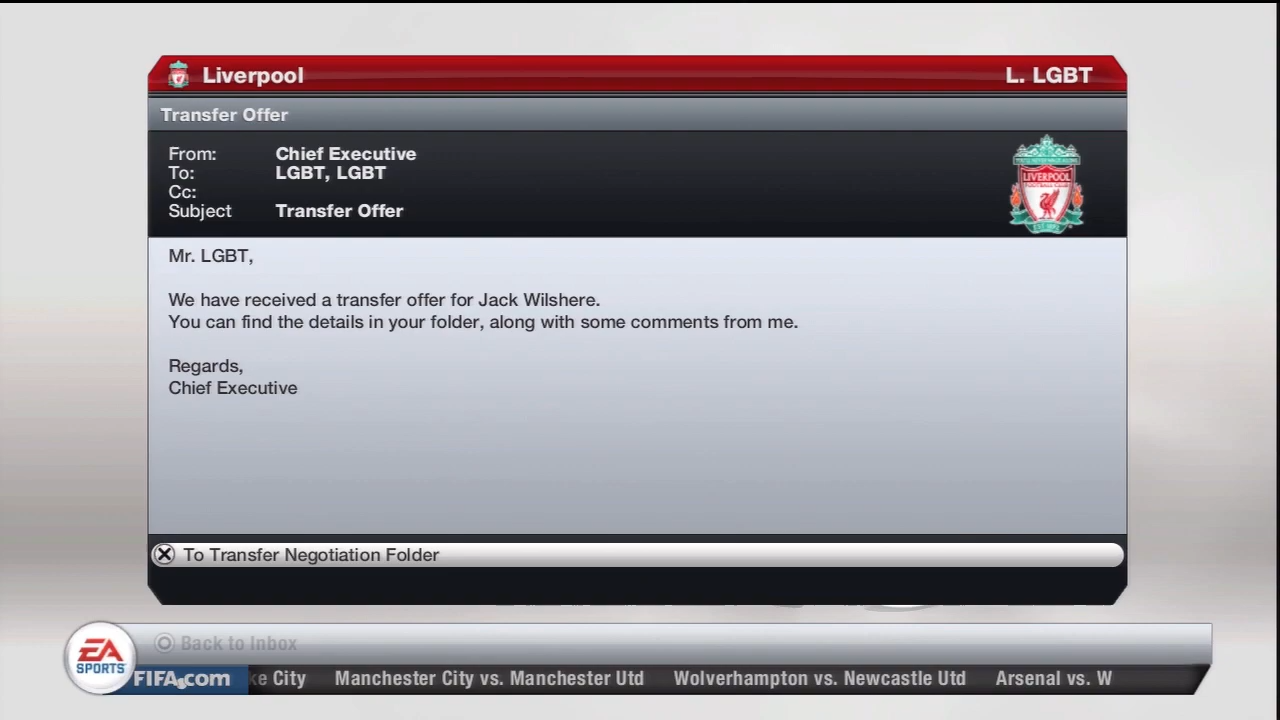 Liverpool
L. LGBT
Transfer Offer
From: Chief Executive
To: LGBT, LGBT
Cc:
Subject Transfer Offer
LIVERPOOL
Mr. LGBT,
We have received a transfer offer for Jack Wilshere.
You can find the details in your folder, along with some comments from me.
Regards,
Chief Executive
To Transfer Negotiation Folder
Back to Inbox
EA
SPORTS
FIFA.com
ke City Manchester City vs. Manchester Utd Wolverhampton vs. Newcastle Utd Arsenal vs. W